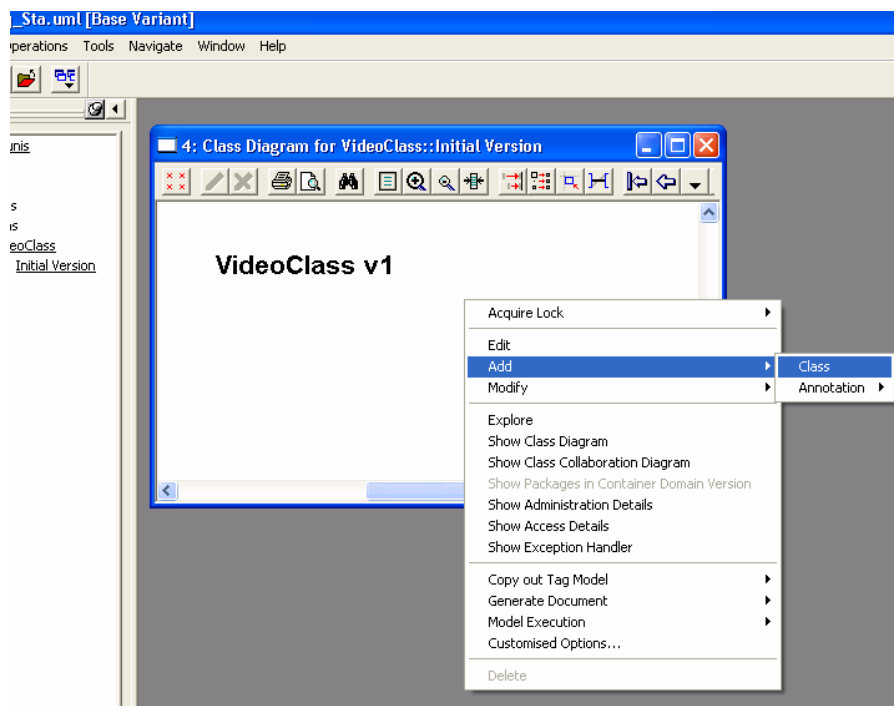 _Sta.uml [Base Variant]
perations Tools Navigate Window Help
unis
s
ns
eoClass
Initial Version
4: Class Diagram for VideoClass::Initial Version
VideoClass v1
Acquire Lock
Edit
Add
Class
Modify
Annotation
Explore
Show Class Diagram
Show Class Collaboration Diagram
Show Packages in Container Domain Version
Show Administration Details
Show Access Details
Show Exception Handler
Copy out Tag Model
Generate Document
Model Execution
Customised Options...
Delete